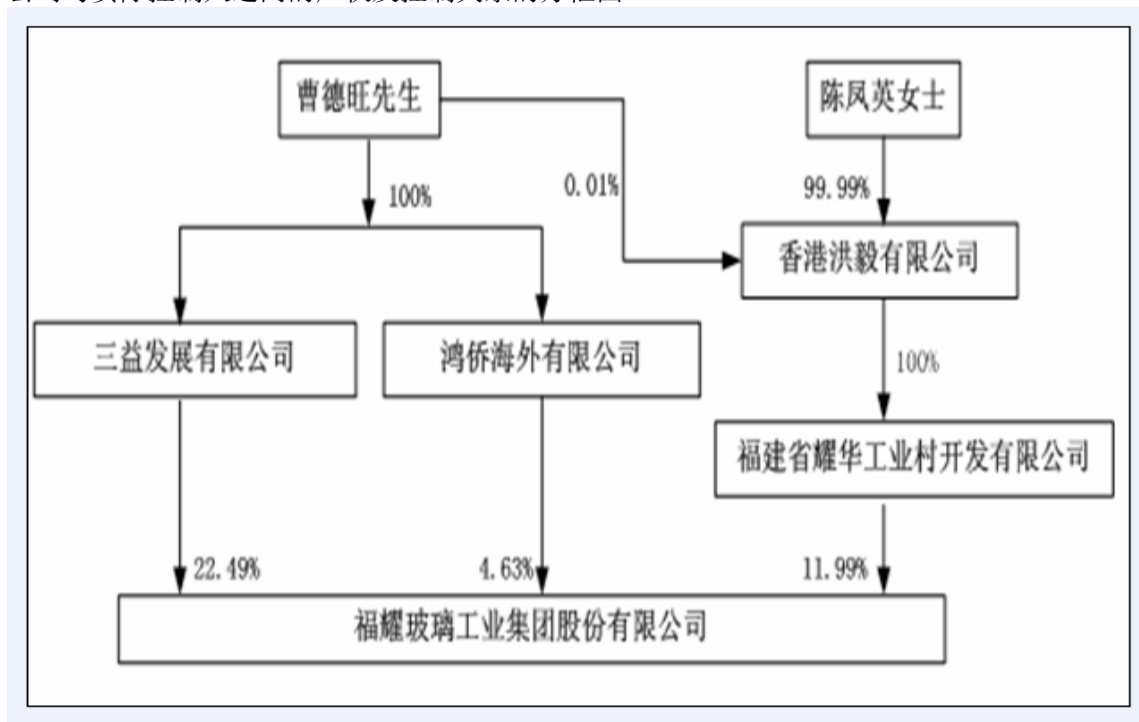 曹德旺先生
陈凤英女士
100%
0.01%
99.99%
香港洪毅有限公司
三益发展有限公司
鸿侨海外有限公司
100%
福建省耀华工业村开发有限公司
22.49%
4.63%
11.99%
福耀玻璃工业集团股份有限公司